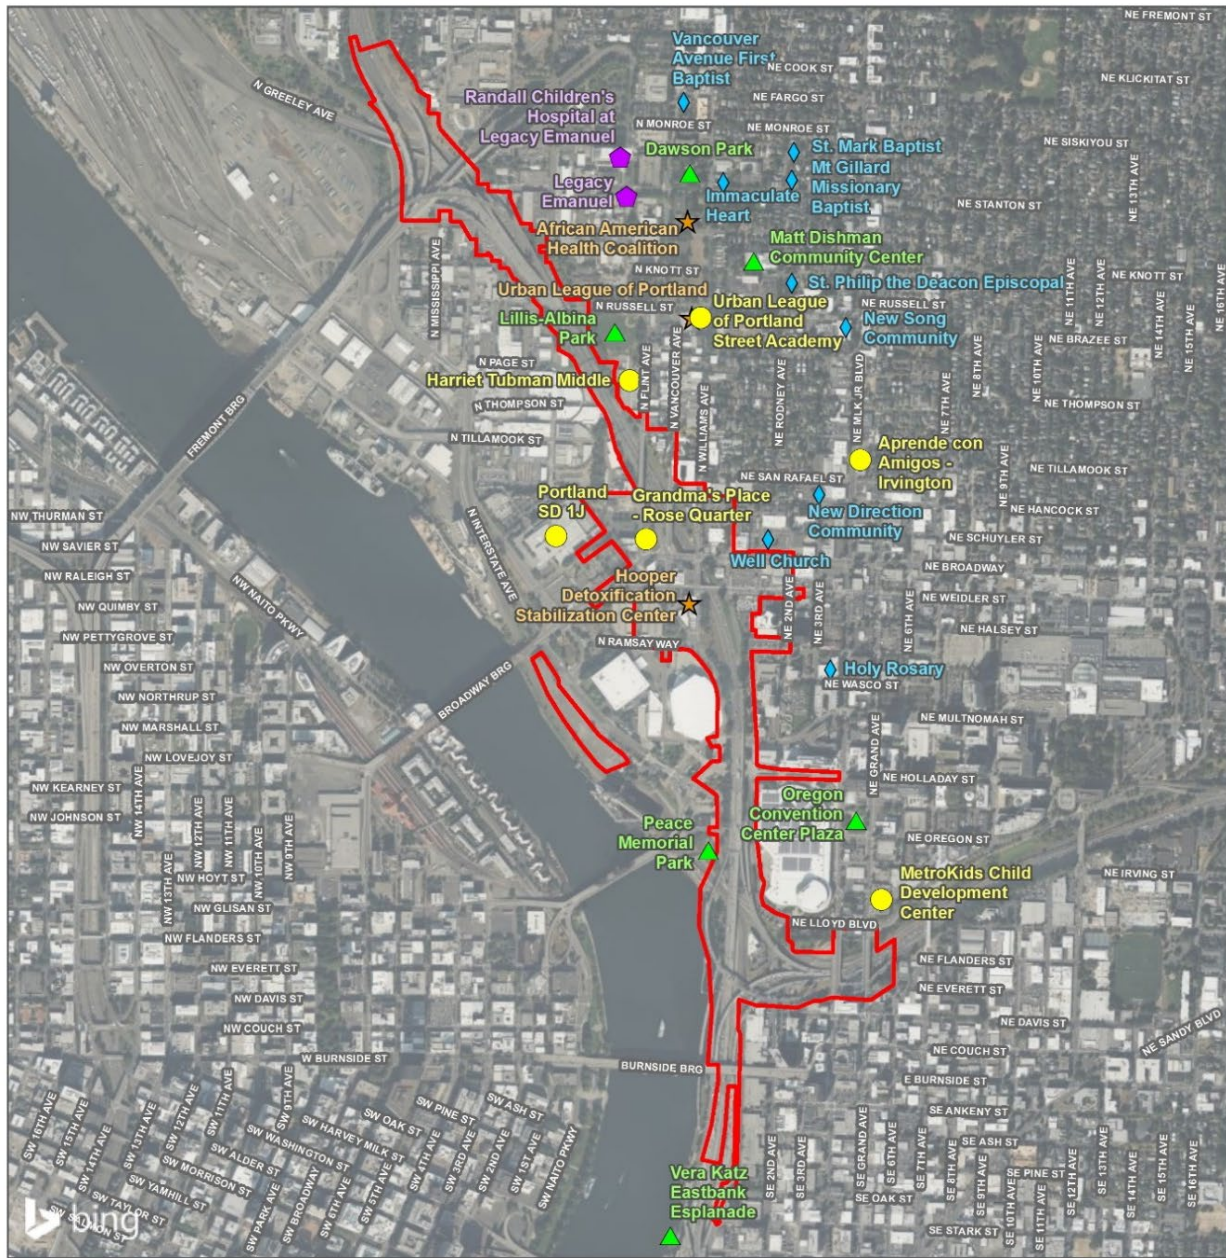 NE FREMONT ST
Vancouver
Avenue First
Baptist
NE COOK ST
NE KLICKITAT ST
N GREELEY AVE
Randall Children's
Hospital at
Legacy Emanuel
NE FARGO ST
N MONROE ST
NE MONROE ST
NE SISKIYOU ST
Dawson Park
St. Mark Baptist
Mt Gillard
Missionary
Baptist
NE 13TH AVE
Legacy
Emanuel
Immaculate
Heart
NE STANTON ST
African American
Health Coalition
Matt Dishman
Community Center
N MISSISSIPPI AVE
N KNOTT ST
NE KNOTT ST
Urban League of Portland
St. Philip the Deacon Episcopal
N RUSSELL ST
NE RUSSELL ST
Urban League
of Portland
Street Academy
New Song
Community
NE 11TH AVE
NE 12TH AVE
NE 14TH AVE
NE 15TH AVE
NE 16TH AVE
Lillis-Albina
Park
NE BRAZEE ST
N PAGE ST
Harriet Tubman Middle
N FLINT AVE
N VANCOUVER AVE
N WILLIAMS AVE
NE RODNEY AVE
NE MLK JR BLVD
NE 7TH AVE
NE 8TH AVE
NE 10TH AVE
N THOMPSON ST
NE THOMPSON ST
FREMONT BRG
N TILLAMOOK ST
Aprende con
Amigos -
Irvington
NE 9TH AVE
NE TILLAMOOK ST
NE SAN RAFAEL ST
Portland
SD 1J
Grandma's Place
- Rose Quarter
New Direction
Community
NE HANCOCK ST
NW THURMAN ST
N INTERSTATE AVE
NE SCHUYLER ST
NW SAVIER ST
Well Church
NE BROADWAY
NW RALEIGH ST
NW NAITO PKWY
Hooper
Detoxification
Stabilization Center
NE 2ND AVE
NE 3RD AVE
NE 6TH AVE
NE WEIDLER ST
NW QUIMBY ST
NE HALSEY ST
NW PETTYGROVE ST
N RAMSAY WAY
NW OVERTON ST
BROADWAY BRG
Holy Rosary
NE WASCO ST
NW NORTHRUP ST
NE MULTNOMAH ST
NW MARSHALL ST
NE GRAND AVE
NW LOVEJOY ST
NE HOLLADAY ST
NW KEARNEY ST
NW 14TH AVE
NW JOHNSON ST
NW 12TH AVE
NW 11TH AVE
NW 9TH AVE
NW 10TH AVE
Oregon
Convention
Center Plaza
Peace
Memorial
Park
NE OREGON ST
NW 13TH AVE
NW HOYT ST
MetroKids Child
Development
Center
NE IRVING ST
NW GLISAN ST
NE LLOYD BLVD
NW FLANDERS ST
NE FLANDERS ST
NW EVERETT ST
NE EVERETT ST
NW DAVIS ST
NE DAVIS ST
NE SANDY BLVD
NW COUCH ST
NE COUCH ST
W BURNSIDE ST
BURNSIDE BRG
E BURNSIDE ST
SW 16TH AVE
SW 15TH AVE
SW 14TH AVE
SW 13TH AVE
SW 12TH AVE
SW 11TH AVE
SW 9TH AVE
SW OAK ST
SW PINE ST
SW ASH ST
SW HARVEY MILK ST
SW WASHINGTON ST
SW ALDER ST
SW MORRISON ST
SW YAMHILL ST
SW TAYLOR ST
SW SALMON ST
SW PARK AVE
SW BROADWAY
SW 6TH AVE
SW 5TH AVE
SW 4TH AVE
SW 3RD AVE
SW 2ND AVE
SW 1ST AVE
SW NAITO PKWY
Vera Katz
Eastbank
Esplanade
SE 2ND AVE
SE 3RD AVE
SE GRAND AVE
SE 6TH AVE
SE 7TH AVE
SE 8TH AVE
SE 9TH AVE
SE 10TH AVE
SE 11TH AVE
SE 12TH AVE
SE 13TH AVE
SE 14TH AVE
SE 15TH AVE
SE 16TH AVE
SE ANKENY ST
SE ASH ST
SE PINE ST
SE OAK ST
SE STARK ST
bing